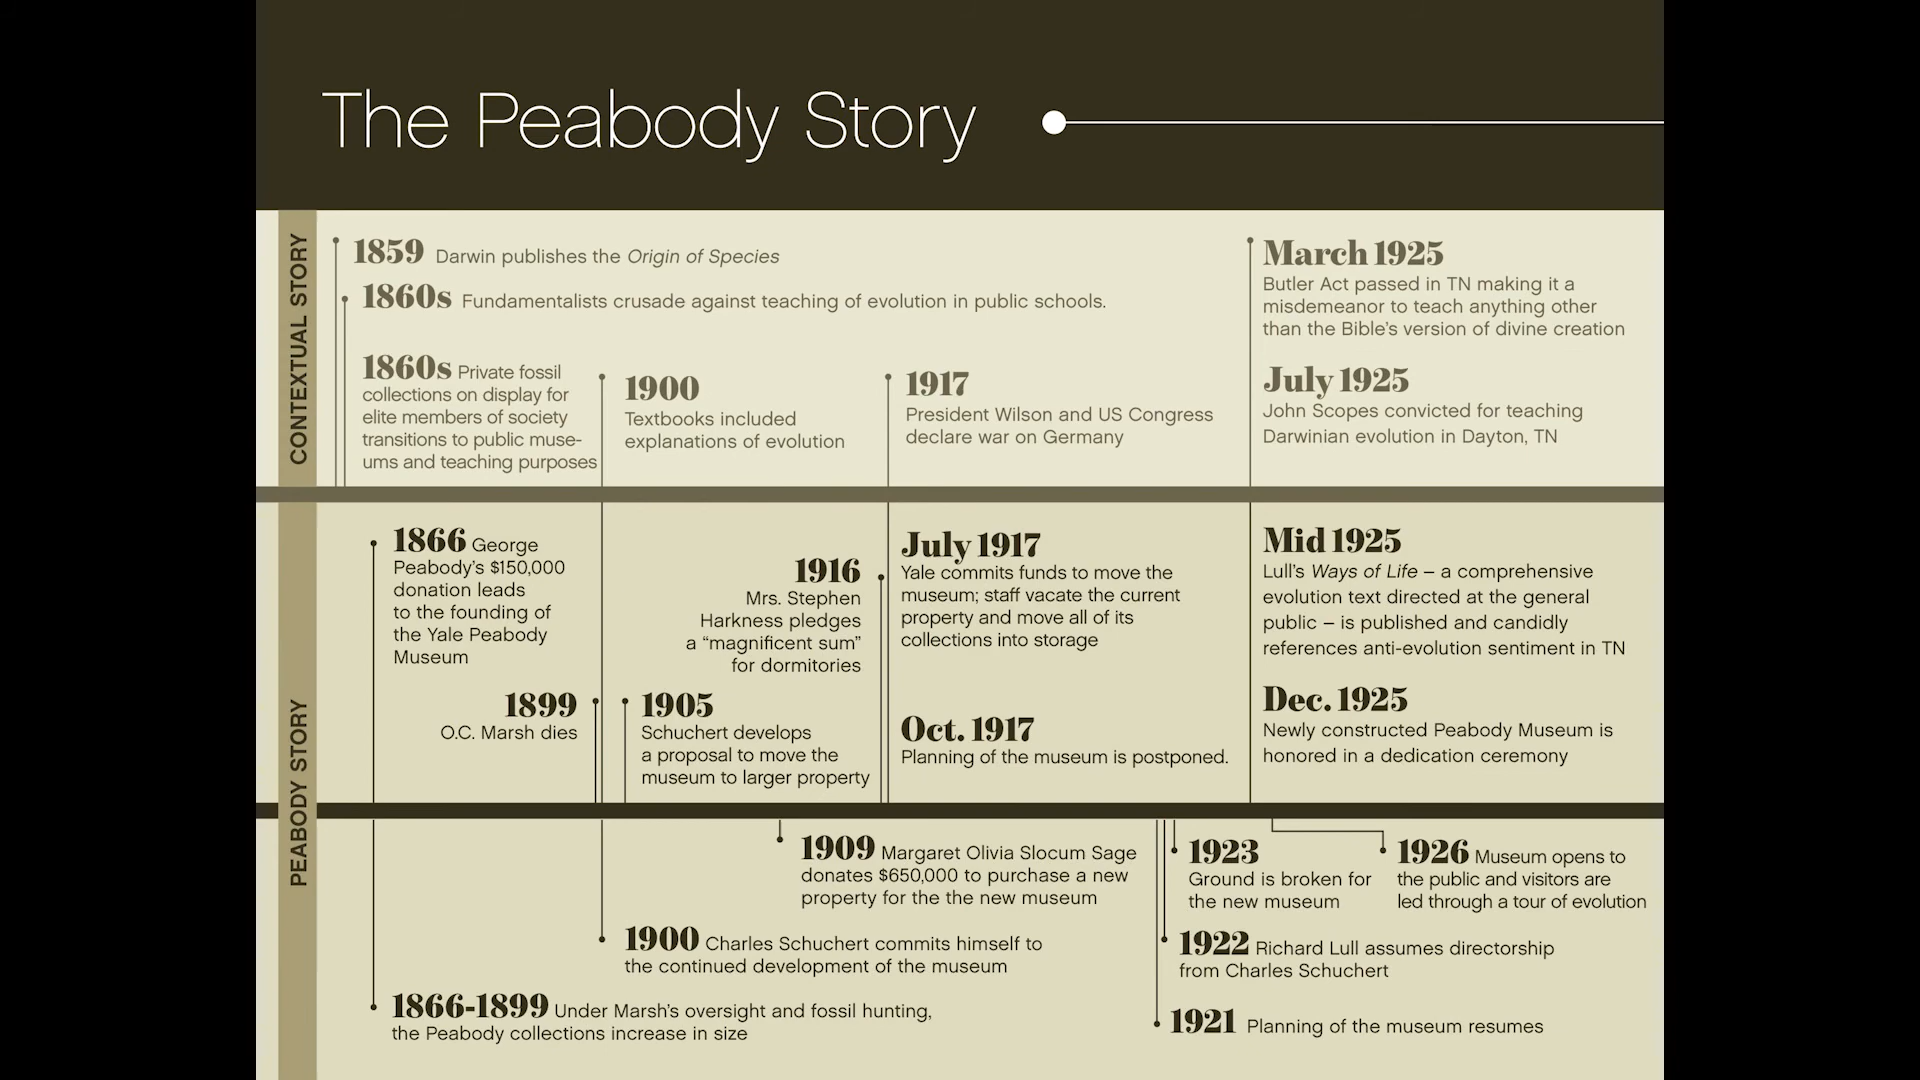 The Peabody Story
CONTEXTUAL STORY
1859 Darwin publishes the Origin of Species
1860s Fundamentalists crusade against teaching of evolution in public schools.
1860s Private fossil
collections on display for
elite members of society
transitions to public muse-
ums and teaching purposes
1900
Textbooks included
explanations of evolution
1917
President Wilson and US Congress
declare war on Germany
March 1925
Butler Act passed in TN making it a
misdemeanor to teach anything other
than the Bible's version of divine creation
July 1925
John Scopes convicted for teaching
Darwinian evolution in Dayton, TN
PEABODY STORY
1866 George
Peabody's $150,000
donation leads
to the founding of
the Yale Peabody
Museum
1899
O.C. Marsh dies
1905
Schuchert develops
a proposal to move the
museum to larger property
1916
Mrs. Stephen
Harkness pledges
a “magnificent sum”
for dormitories
July 1917
Yale commits funds to move the
museum; staff vacate the current
property and move all of its
collections into storage
Oct. 1917
Planning of the museum is postponed.
Mid 1925
Lull's Ways of Life – a comprehensive
evolution text directed at the general
public – is published and candidly
references anti-evolution sentiment in TN
Dec. 1925
Newly constructed Peabody Museum is
honored in a dedication ceremony
1909 Margaret Olivia Slocum Sage
donates $650,000 to purchase a new
property for the the new museum
1900 Charles Schuchert commits himself to
the continued development of the museum
1866-1899 Under Marsh's oversight and fossil hunting,
the Peabody collections increase in size
1923
Ground is broken for
the new museum
1926 Museum opens to
the public and visitors are
led through a tour of evolution
1922 Richard Lull assumes directorship
from Charles Schuchert
1921 Planning of the museum resumes